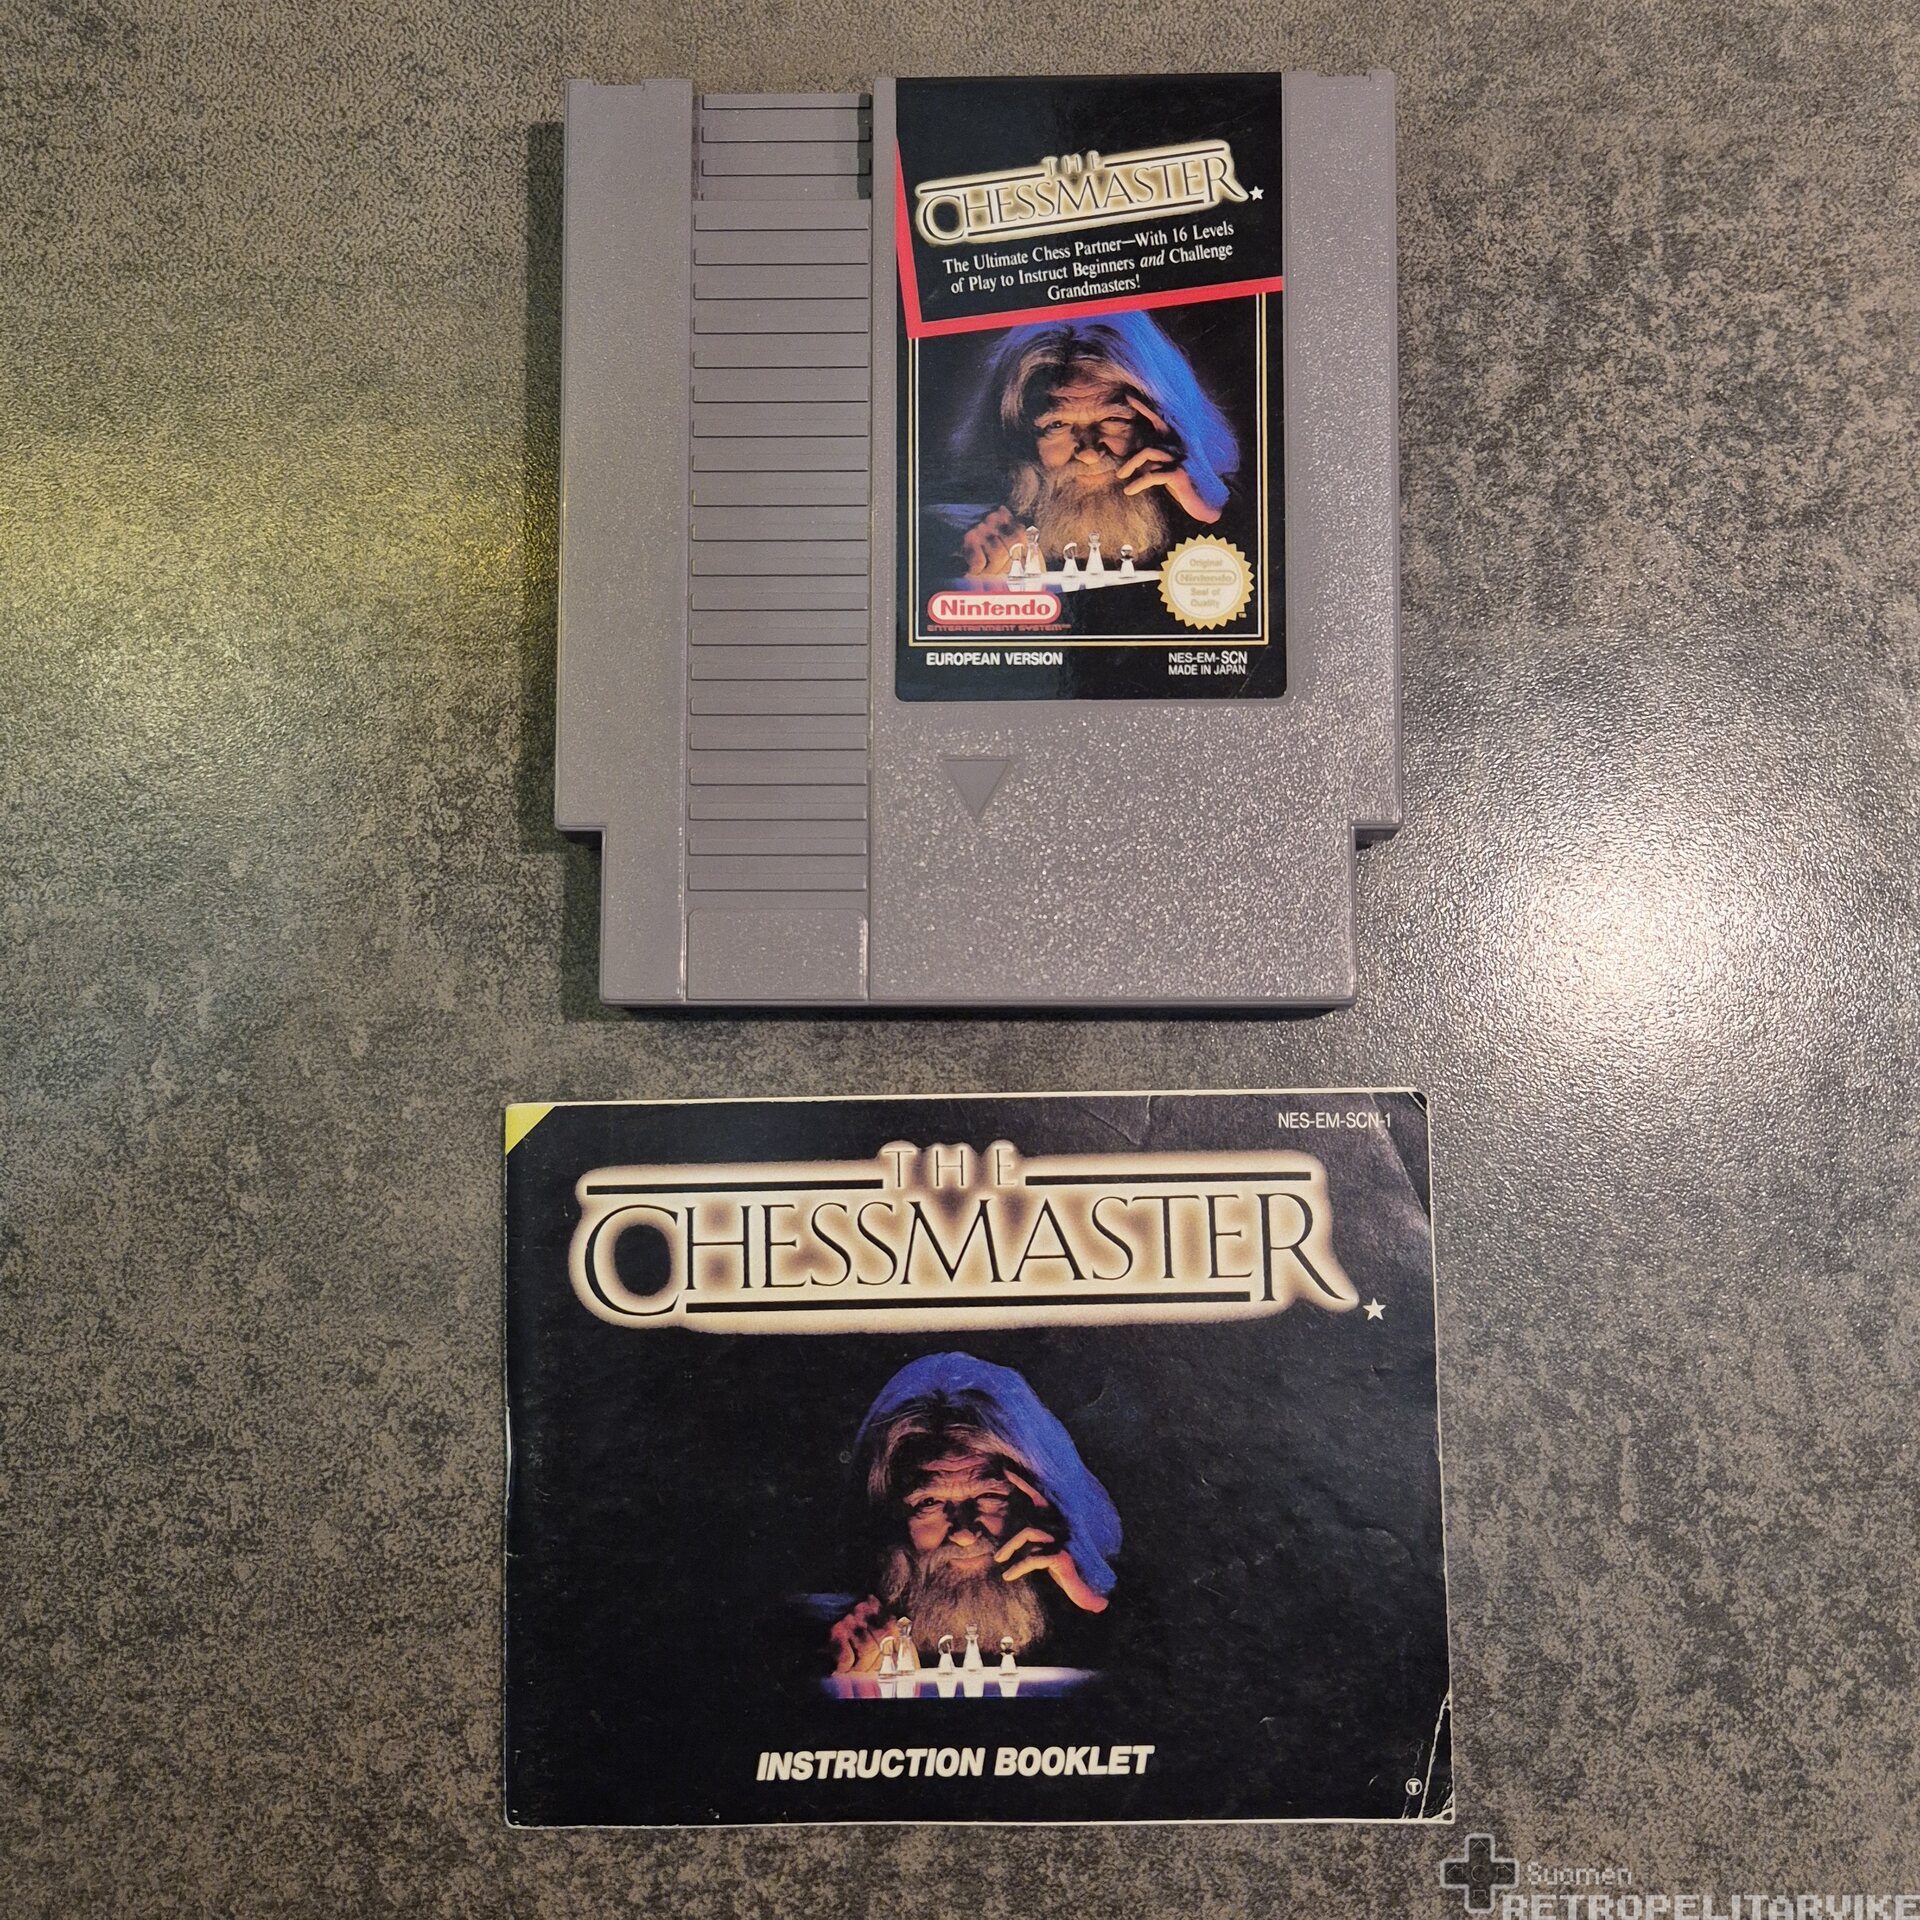 THE
CHESSMASTER
The Ultimate Chess Partner—With 16 Levels
of Play to Instruct Beginners and Challenge
Grandmasters!
Original
Nintendo
Seal of
Quality
Nintendo
ENTERTAINMENT SYSTEM™
EUROPEAN VERSION
NES-EM-SCN
MADE IN JAPAN
NES-EM-SCN-1
THE
CHESSMASTER
INSTRUCTION BOOKLET
T
Suomen
RETROPELITARVIKE